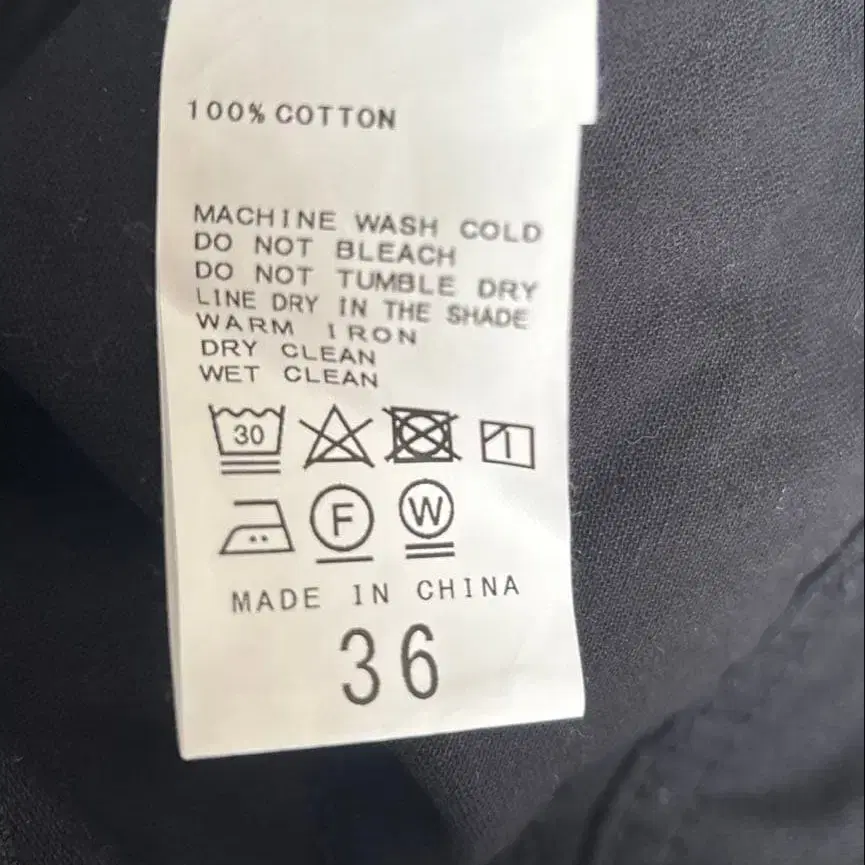 100% COTTON
MACHINE WASH COLD
DO NOT BLEACH
DO NOT TUMBLE DRY
LINE DRY IN THE SHADE
WARM IRON
DRY CLEAN
WET CLEAN
30
F W
MADE IN CHINA
36